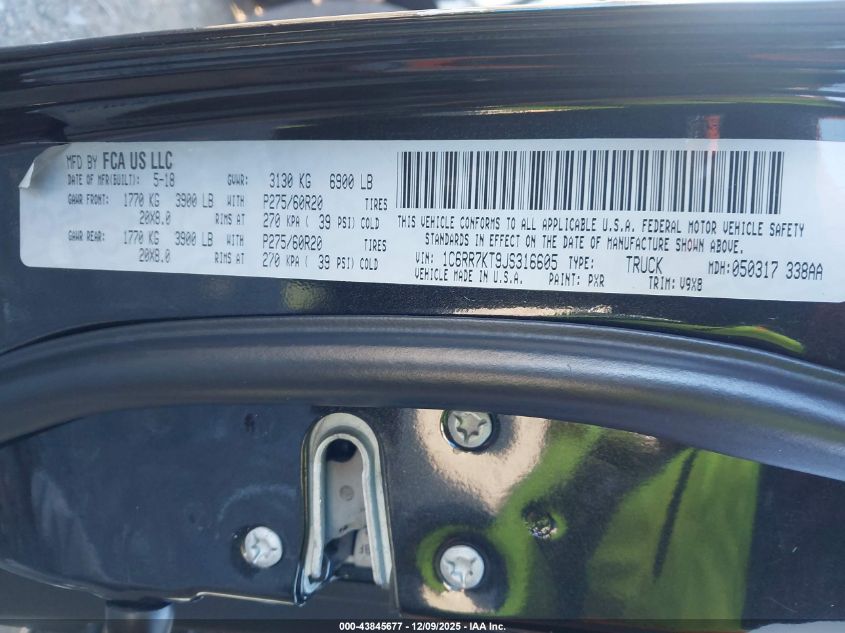 MFD BY FCA US LLC
DATE OF MFR(BUILT): 5-18 GVWR: 3130 KG 6900 LB
GAWR FRONT: 1770 KG 3900 LB WITH P275/60R20 TIRES
20X8.0 RIMS AT 270 KPA ( 39 PSI) COLD
GAWR REAR: 1770 KG 3900 LB WITH P275/60R20 TIRES
20X8.0 RIMS AT 270 KPA ( 39 PSI) COLD
THIS VEHICLE CONFORMS TO ALL APPLICABLE U.S.A. FEDERAL MOTOR VEHICLE SAFETY
STANDARDS IN EFFECT ON THE DATE OF MANUFACTURE SHOWN ABOVE.
VIN: 1C6RR7KT9JS316605 TYPE: TRUCK MDH:050317 338AA
VEHICLE MADE IN U.S.A. PAINT: PXR TRIM: V9X8
000-43845677 - 12/09/2025 - IAA Inc.